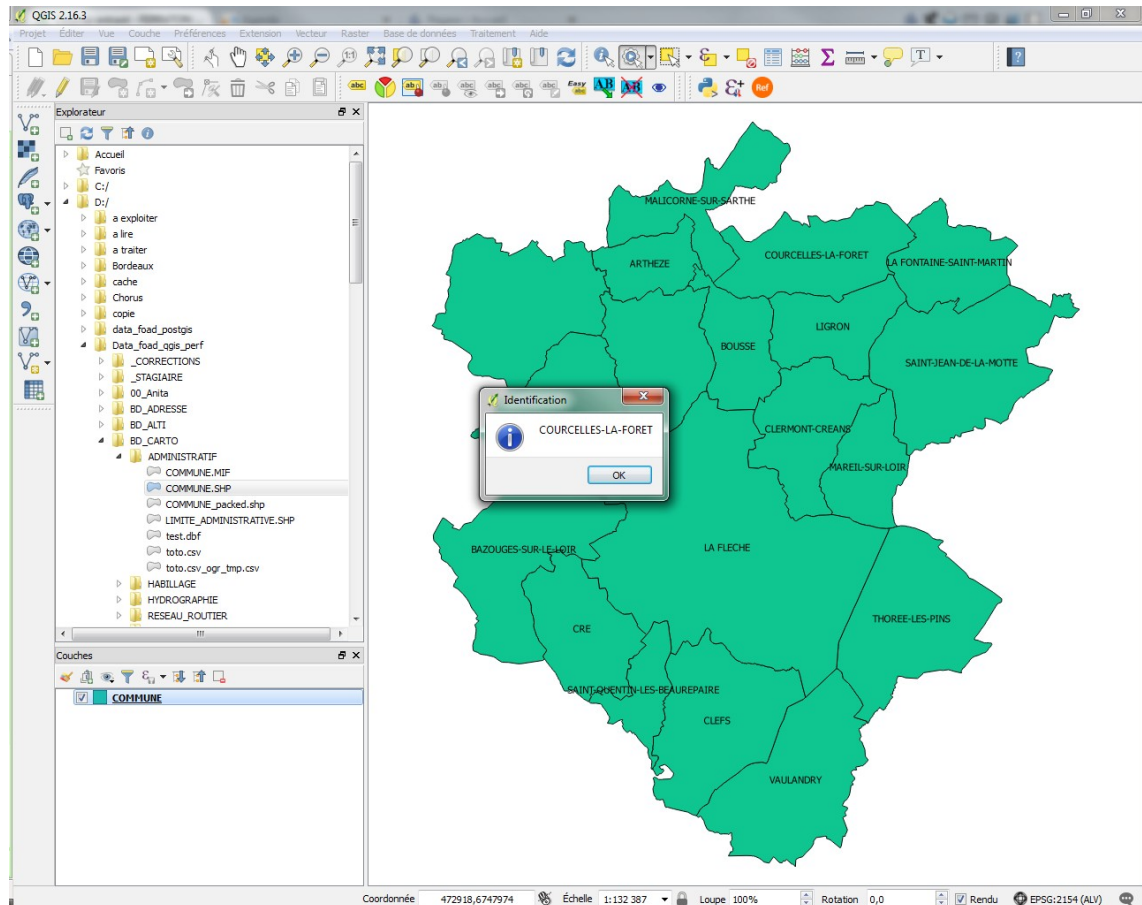 QGIS 2.16.3
Projet Éditer Vue Couche Préférences Extension Vecteur Raster Base de données Traitement Aide
Explorateur
Accueil
Favoris
C:/
D:/
a exploiter
a lire
a traiter
Bordeaux
cache
Chorus
copie
data_foad_postgis
Data_foad_qgis_perf
_CORRECTIONS
_STAGIAIRE
00_Anita
BD_ADRESSE
BD_ALTI
BD_CARTO
ADMINISTRATIF
COMMUNE.MIF
COMMUNE.SHP
COMMUNE_packed.shp
LIMITE_ADMINISTRATIVE.SHP
test.dbf
toto.csv
toto.csv_ogr_tmp.csv
HABILLAGE
HYDROGRAPHIE
RESEAU_ROUTIER
Couches
COMMUNE
MALICORNE-SUR-SARTHE
ARTHEZE
COURCELLES-LA-FORET
LA FONTAINE-SAINT-MARTIN
LIGRON
BOUSSE
SAINT-JEAN-DE-LA-MOTTE
Identification
COURCELLES-LA-FORET
OK
CLERMONT-CREANS
MAREIL-SUR-LOIR
BAZOUGES-SUR-LE-LOIR
LA FLECHE
THOREE-LES-PINS
CRE
SAINT-QUENTIN-LES-BEAUREPAIRE
CLEFS
VAULANDRY
Coordonnée 472918,6747974 Échelle 1:132 387 Loupe 100% Rotation 0,0 Rendu EPSG:2154 (ALV)